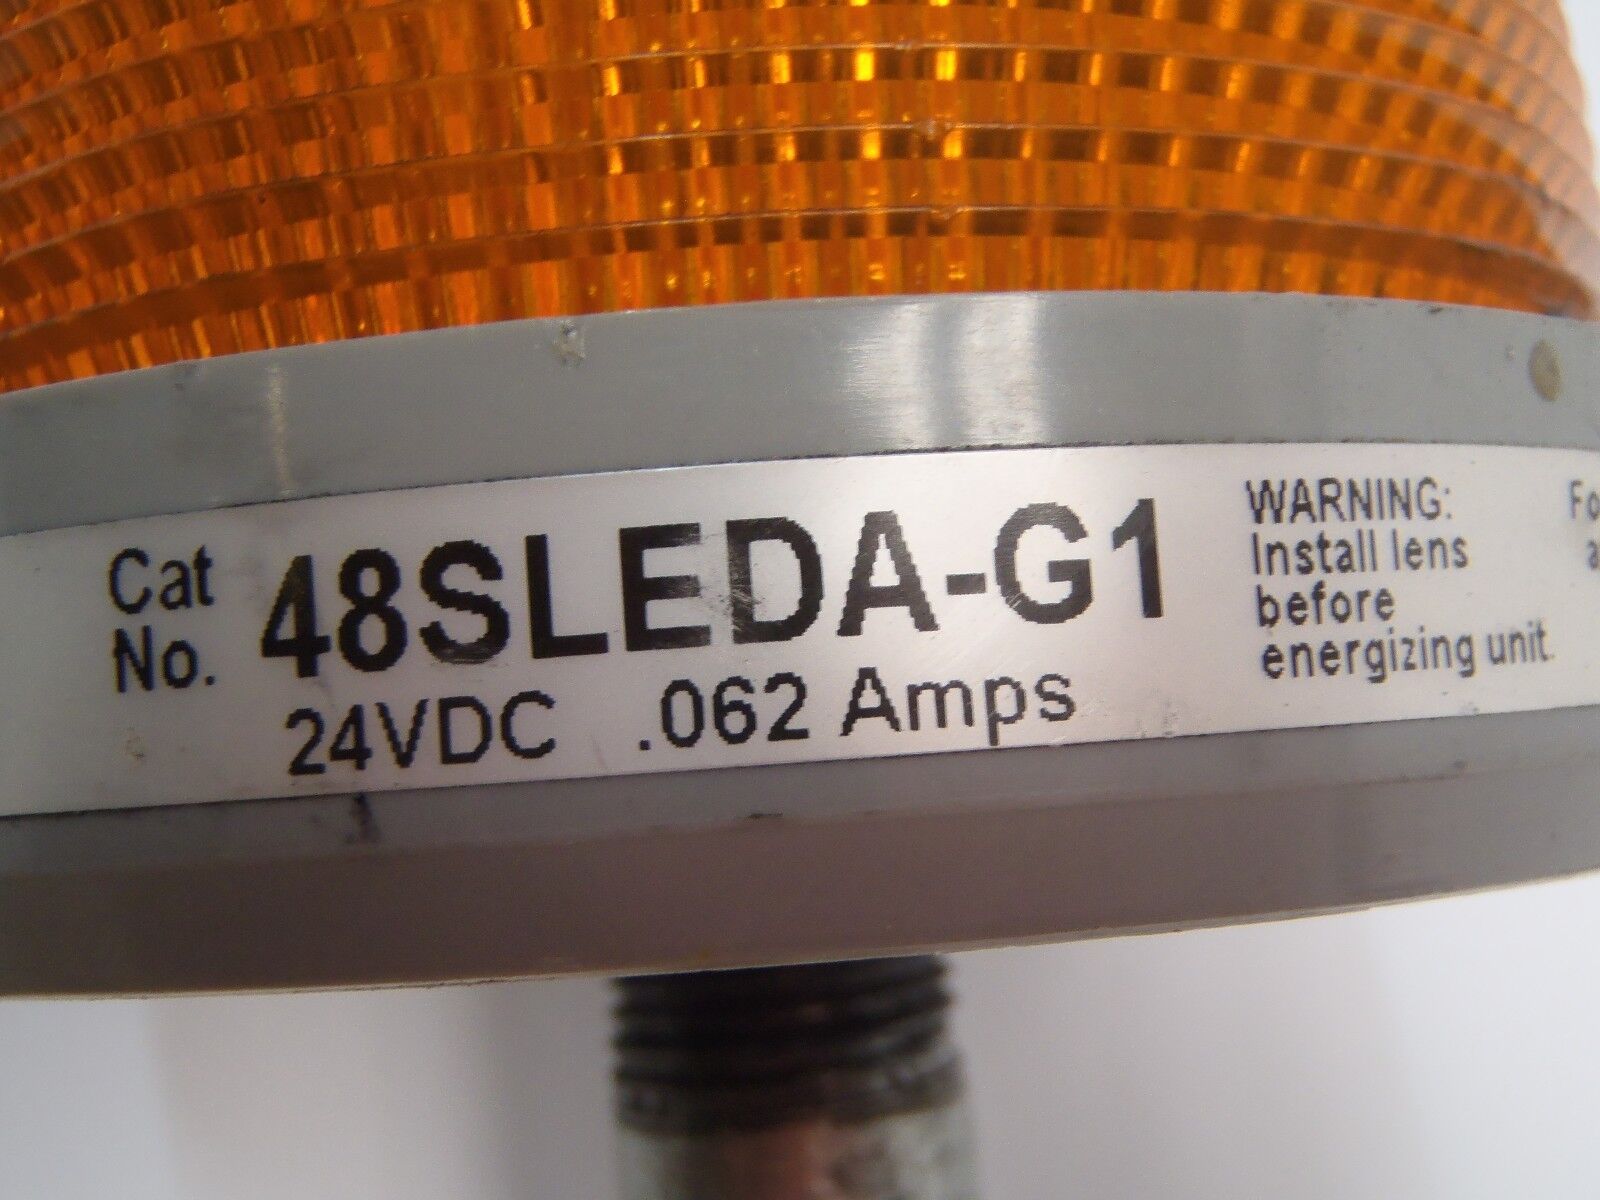 Cat No. 48SLEDA-G1
24VDC .062 Amps
WARNING:
Install lens
before
energizing unit.